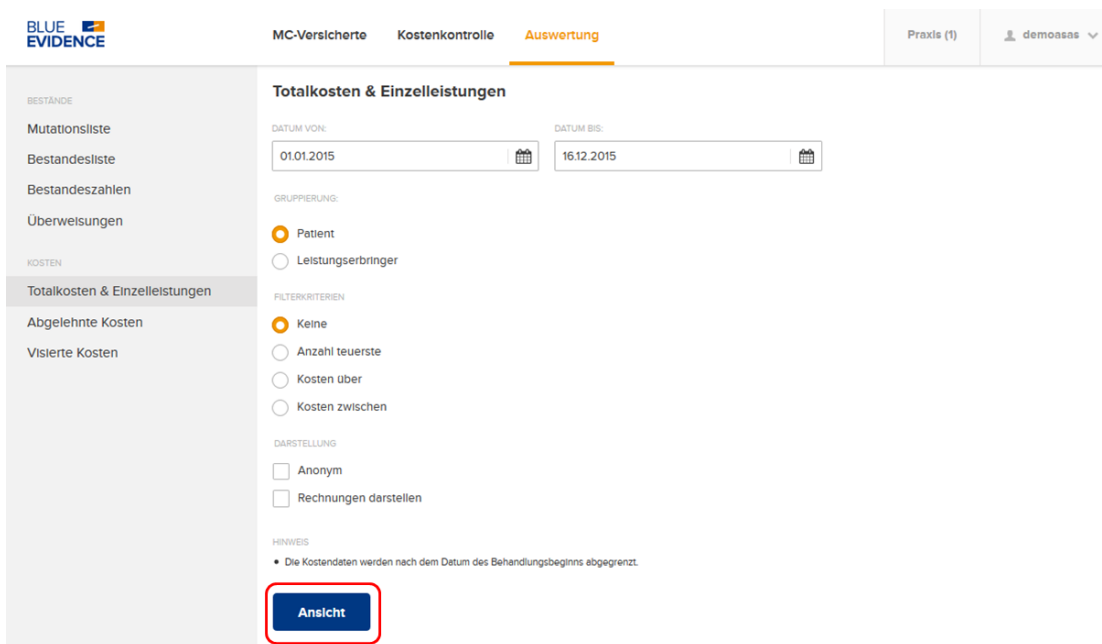 BLUE
EVIDENCE
MC-Versicherte Kostenkontrolle Auswertung
Praxis (1) demoasas
BESTÄNDE
Mutationsliste
Bestandesliste
Bestandeszahlen
Überweisungen
KOSTEN
Totalkosten & Einzelleistungen
Abgelehnte Kosten
Visierte Kosten
Totalkosten & Einzelleistungen
DATUM VON: DATUM BIS:
01.01.2015 16.12.2015
GRUPPIERUNG:
Patient
Leistungserbringer
FILTERKRITERIEN
Keine
Anzahl teuerste
Kosten über
Kosten zwischen
DARSTELLUNG
Anonym
Rechnungen darstellen
HINWEIS
• Die Kostendaten werden nach dem Datum des Behandlungsbeginns abgegrenzt.
Ansicht